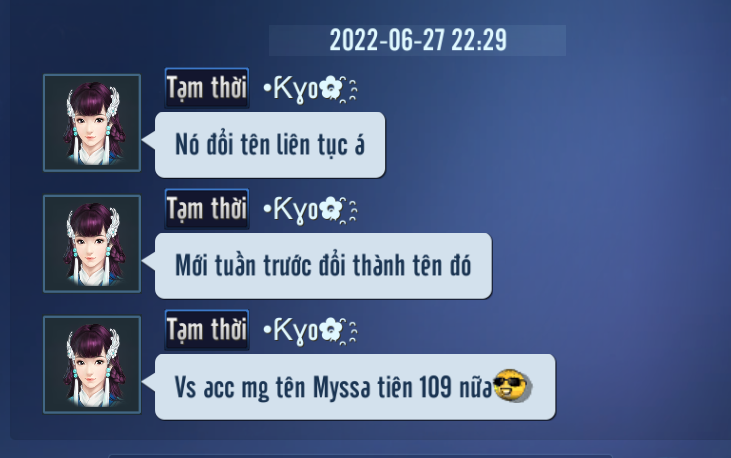 2022-06-27 22:29
Tạm thời •Kyo✿
Nó đổi tên liên tục á
Tạm thời •Kyo✿
Mới tuần trước đổi thành tên đó
Tạm thời •Kyo✿
Vs acc mg tên Myssa tiên 109 nữa😎